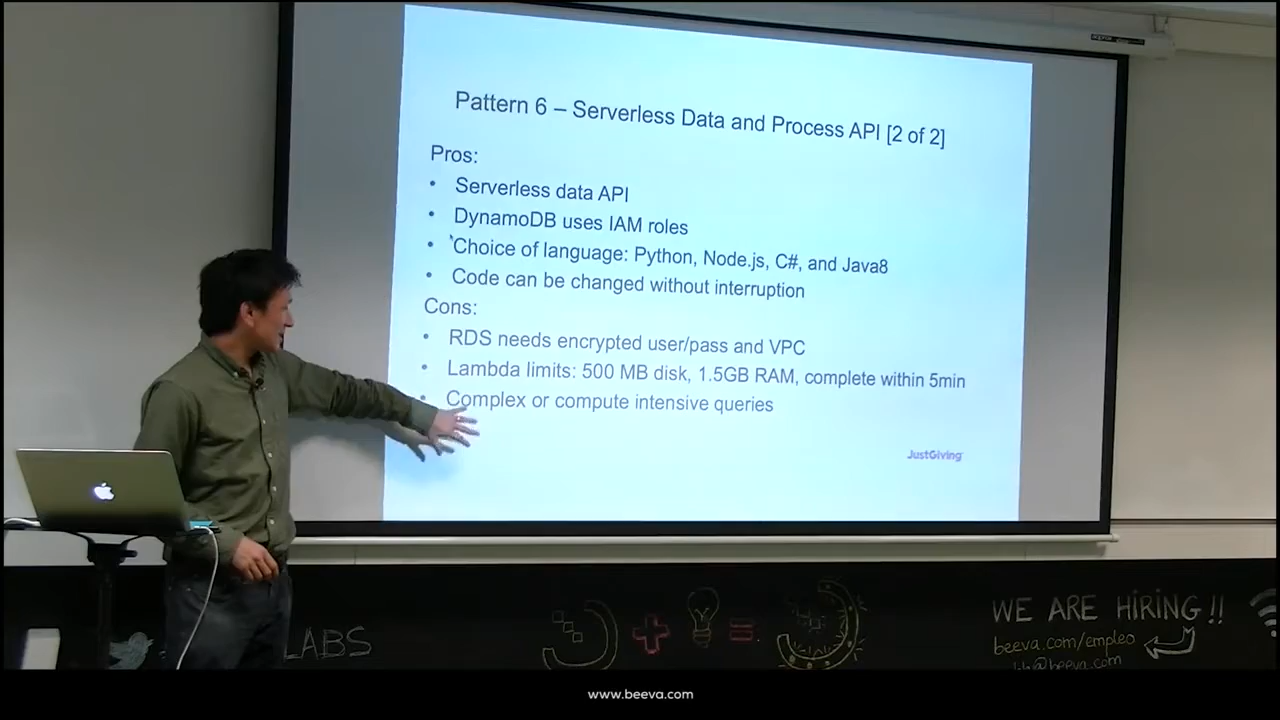 Pattern 6 – Serverless Data and Process API [2 of 2]
Pros:
• Serverless data API
• DynamoDB uses IAM roles
• Choice of language: Python, Node.js, C#, and Java8
• Code can be changed without interruption
Cons:
• RDS needs encrypted user/pass and VPC
• Lambda limits: 500 MB disk, 1.5GB RAM, complete within 5min
• Complex or compute intensive queries
JustGiving
LABS
WE ARE HIRING !!
beeva.com/empleo
@beeva.com
www.beeva.com